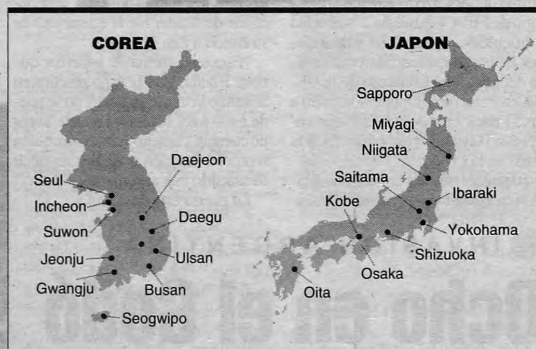 COREA
Seul
Incheon
Suwon
Jeonju
Gwangju
Daejeon
Daegu
Ulsan
Busan
Seogwipo
JAPON
Sapporo
Miyagi
Niigata
Saitama
Kobe
Ibaraki
Yokohama
Shizuoka
Osaka
Oita